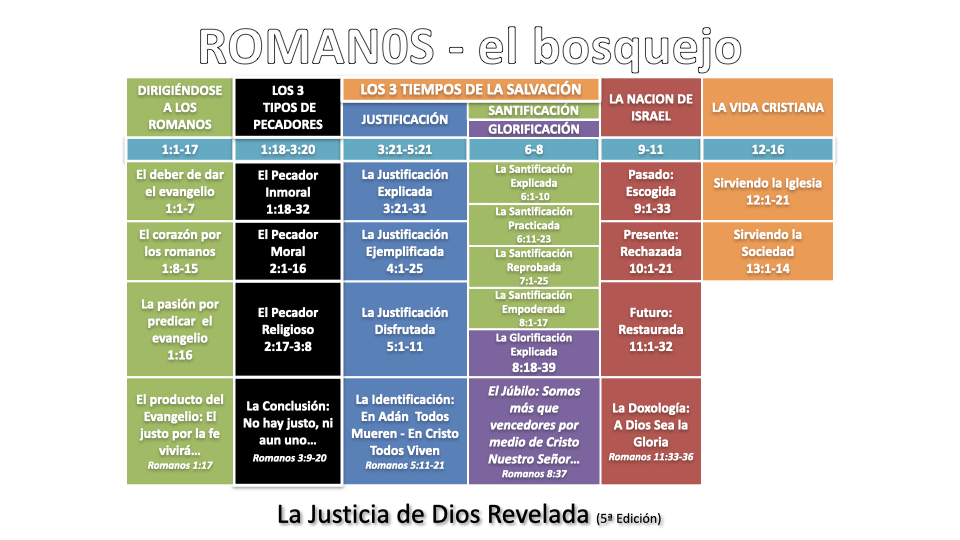 ROMAN0S - el bosquejo
DIRIGIÉNDOSE
A LOS
ROMANOS
LOS 3
TIPOS DE
PECADORES
LOS 3 TIEMPOS DE LA SALVACIÓN
JUSTIFICACIÓN
SANTIFICACIÓN
GLORIFICACIÓN
LA NACION DE
ISRAEL
LA VIDA CRISTIANA
1:1-17
1:18-3:20
3:21-5:21
6-8
9-11
12-16
El deber de dar
el evangelio
1:1-7
El Pecador
Inmoral
1:18-32
La Justificación
Explicada
3:21-31
La Santificación
Explicada
6:1-10
Pasado:
Escogida
9:1-33
Sirviendo la Iglesia
12:1-21
El corazón por
los romanos
1:8-15
El Pecador
Moral
2:1-16
La Justificación
Ejemplificada
4:1-25
La Santificación
Practicada
6:11-23
La Santificación
Reprobada
7:1-25
Presente:
Rechazada
10:1-21
Sirviendo la
Sociedad
13:1-14
La pasión por
predicar el
evangelio
1:16
El Pecador
Religioso
2:17-3:8
La Justificación
Disfrutada
5:1-11
La Santificación
Empoderada
8:1-17
La Glorificación
Explicada
8:18-39
Futuro:
Restaurada
11:1-32
El producto del
Evangelio: El
justo por la fe
vivirá...
Romanos 1:17
La Conclusión:
No hay justo, ni
aun uno...
Romanos 3:9-20
La Identificación:
En Adán Todos
Mueren - En Cristo
Todos Viven
Romanos 5:11-21
El Júbilo: Somos
más que
vencedores por
medio de Cristo
Nuestro Señor...
Romanos 8:37
La Doxología:
A Dios Sea la
Gloria
Romanos 11:33-36
La Justicia de Dios Revelada (5ª Edición)